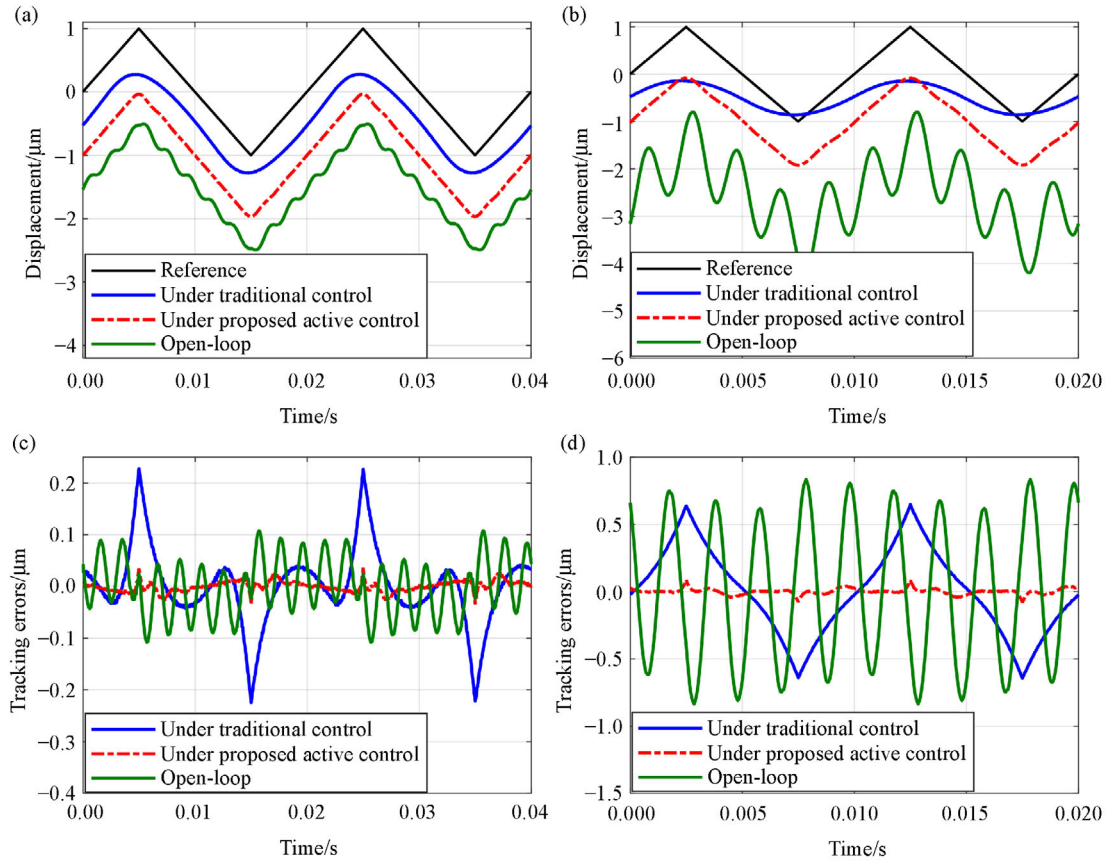 (a)
1
0
−1
−2
−3
−4
Displacement/μm
Reference
Under traditional control
Under proposed active control
Open-loop
0.00
0.01
0.02
0.03
0.04
Time/s
(b)
1
0
−1
−2
−3
−4
−5
−6
Displacement/μm
Reference
Under traditional control
Under proposed active control
Open-loop
0.000
0.005
0.010
0.015
0.020
Time/s
(c)
0.2
0.1
0.0
−0.1
−0.2
−0.3
−0.4
Tracking errors/μm
Under traditional control
Under proposed active control
Open-loop
0.00
0.01
0.02
0.03
0.04
Time/s
(d)
1.0
0.5
0.0
−0.5
−1.0
−1.5
Tracking errors/μm
Under traditional control
Under proposed active control
Open-loop
0.000
0.005
0.010
0.015
0.020
Time/s